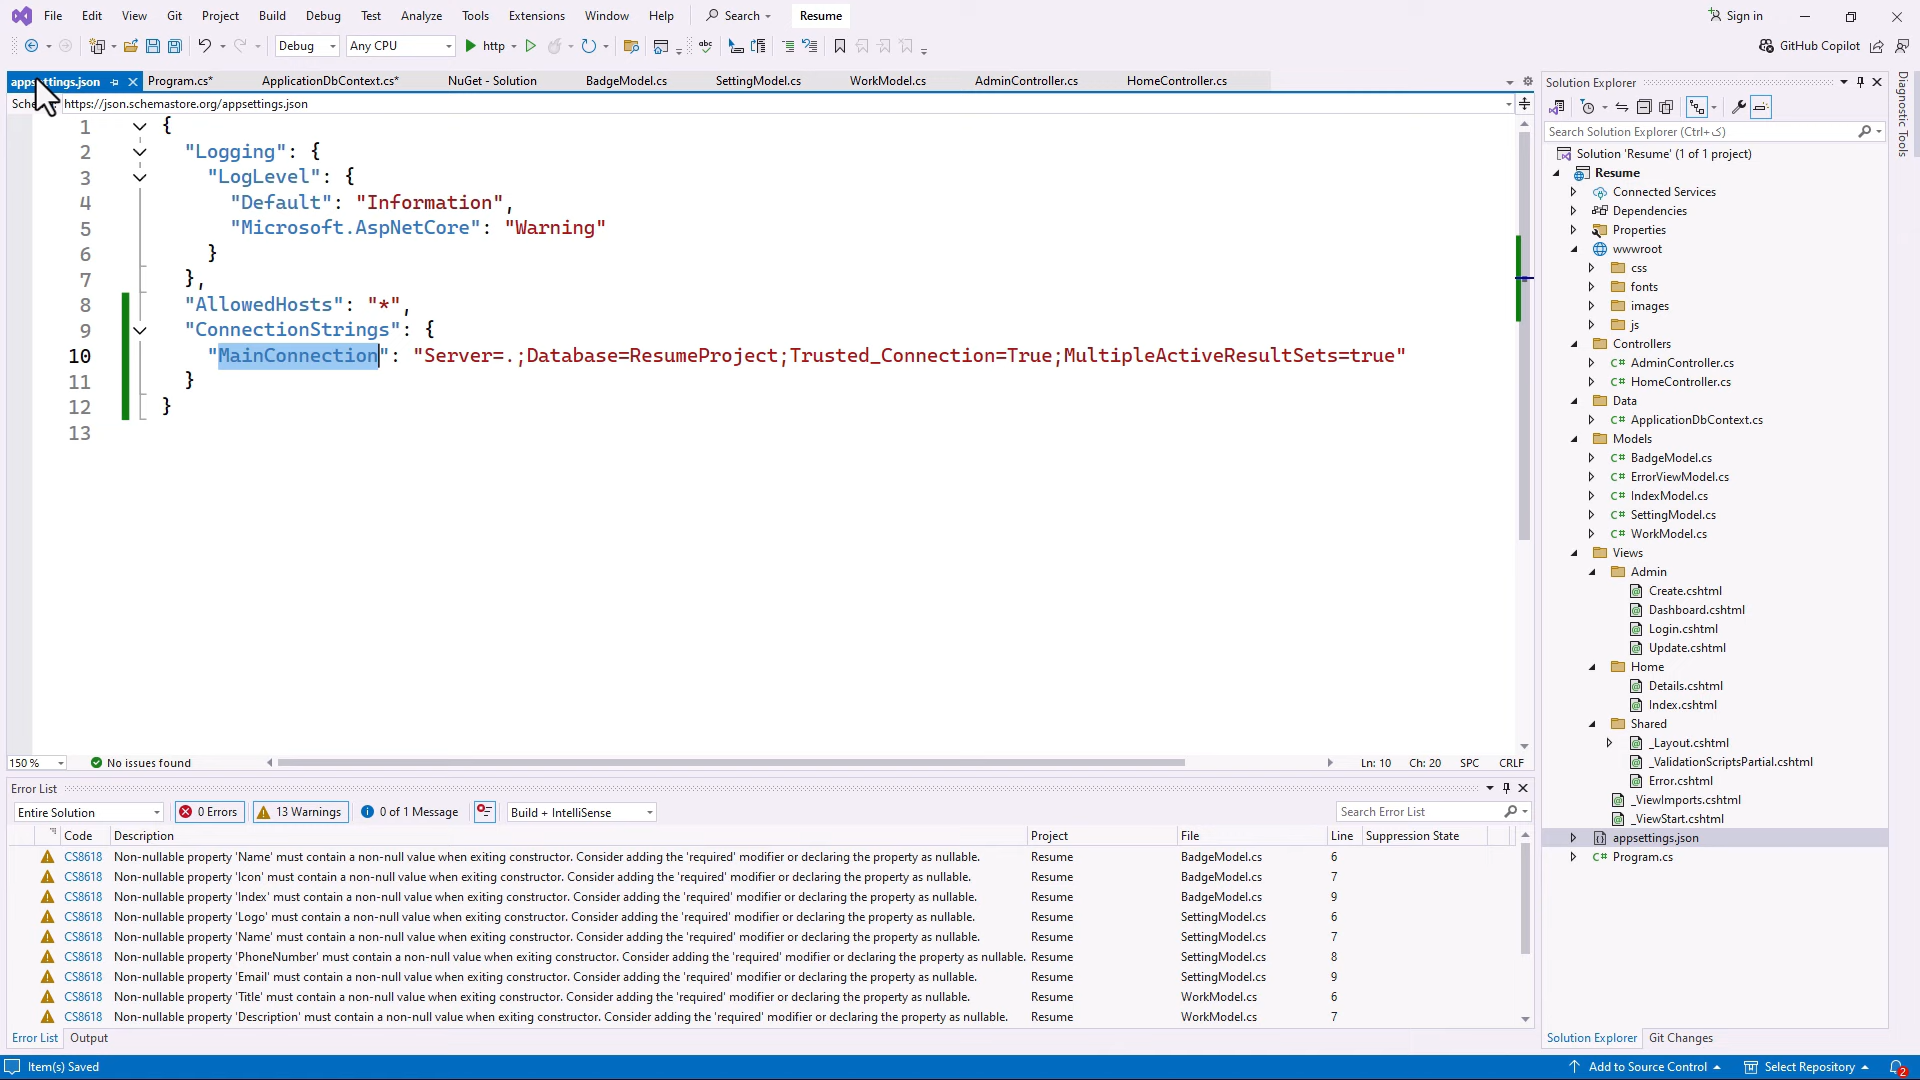 File Edit View Git Project Build Debug Test Analyze Tools Extensions Window Help Search Resume Sign in
Debug Any CPU http GitHub Copilot
appsettings.json Program.cs* ApplicationDbContext.cs* NuGet - Solution BadgeModel.cs SettingModel.cs WorkModel.cs AdminController.cs HomeController.cs
https://json.schemastore.org/appsettings.json
1 {
2 "Logging": {
3 "LogLevel": {
4 "Default": "Information",
5 "Microsoft.AspNetCore": "Warning"
6 }
7 },
8 "AllowedHosts": "*",
9 "ConnectionStrings": {
10 "MainConnection": "Server=.;Database=ResumeProject;Trusted_Connection=True;MultipleActiveResultSets=true"
11 }
12 }
13
150 % No issues found Ln: 10 Ch: 20 SPC CRLF
Error List
Entire Solution 0 Errors 13 Warnings 0 of 1 Message Build + IntelliSense Search Error List
Code Description Project File Line Suppression State
CS8618 Non-nullable property 'Name' must contain a non-null value when exiting constructor. Consider adding the 'required' modifier or declaring the property as nullable. Resume BadgeModel.cs 6
CS8618 Non-nullable property 'Icon' must contain a non-null value when exiting constructor. Consider adding the 'required' modifier or declaring the property as nullable. Resume BadgeModel.cs 7
CS8618 Non-nullable property 'Index' must contain a non-null value when exiting constructor. Consider adding the 'required' modifier or declaring the property as nullable. Resume BadgeModel.cs 9
CS8618 Non-nullable property 'Logo' must contain a non-null value when exiting constructor. Consider adding the 'required' modifier or declaring the property as nullable. Resume SettingModel.cs 6
CS8618 Non-nullable property 'Name' must contain a non-null value when exiting constructor. Consider adding the 'required' modifier or declaring the property as nullable. Resume SettingModel.cs 7
CS8618 Non-nullable property 'PhoneNumber' must contain a non-null value when exiting constructor. Consider adding the 'required' modifier or declaring the property as nullable. Resume SettingModel.cs 8
CS8618 Non-nullable property 'Email' must contain a non-null value when exiting constructor. Consider adding the 'required' modifier or declaring the property as nullable. Resume SettingModel.cs 9
CS8618 Non-nullable property 'Title' must contain a non-null value when exiting constructor. Consider adding the 'required' modifier or declaring the property as nullable. Resume WorkModel.cs 6
CS8618 Non-nullable property 'Description' must contain a non-null value when exiting constructor. Consider adding the 'required' modifier or declaring the property as nullable. Resume WorkModel.cs 7
Error List Output
Solution Explorer
Search Solution Explorer (Ctrl+ک)
Solution 'Resume' (1 of 1 project)
Resume
Connected Services
Dependencies
Properties
wwwroot
css
fonts
images
js
Controllers
AdminController.cs
HomeController.cs
Data
ApplicationDbContext.cs
Models
BadgeModel.cs
ErrorViewModel.cs
IndexModel.cs
SettingModel.cs
WorkModel.cs
Views
Admin
Create.cshtml
Dashboard.cshtml
Login.cshtml
Update.cshtml
Home
Details.cshtml
Index.cshtml
Shared
_Layout.cshtml
_ValidationScriptsPartial.cshtml
Error.cshtml
_ViewImports.cshtml
_ViewStart.cshtml
appsettings.json
Program.cs
Solution Explorer Git Changes
Diagnostic Tools
Item(s) Saved Add to Source Control Select Repository 2